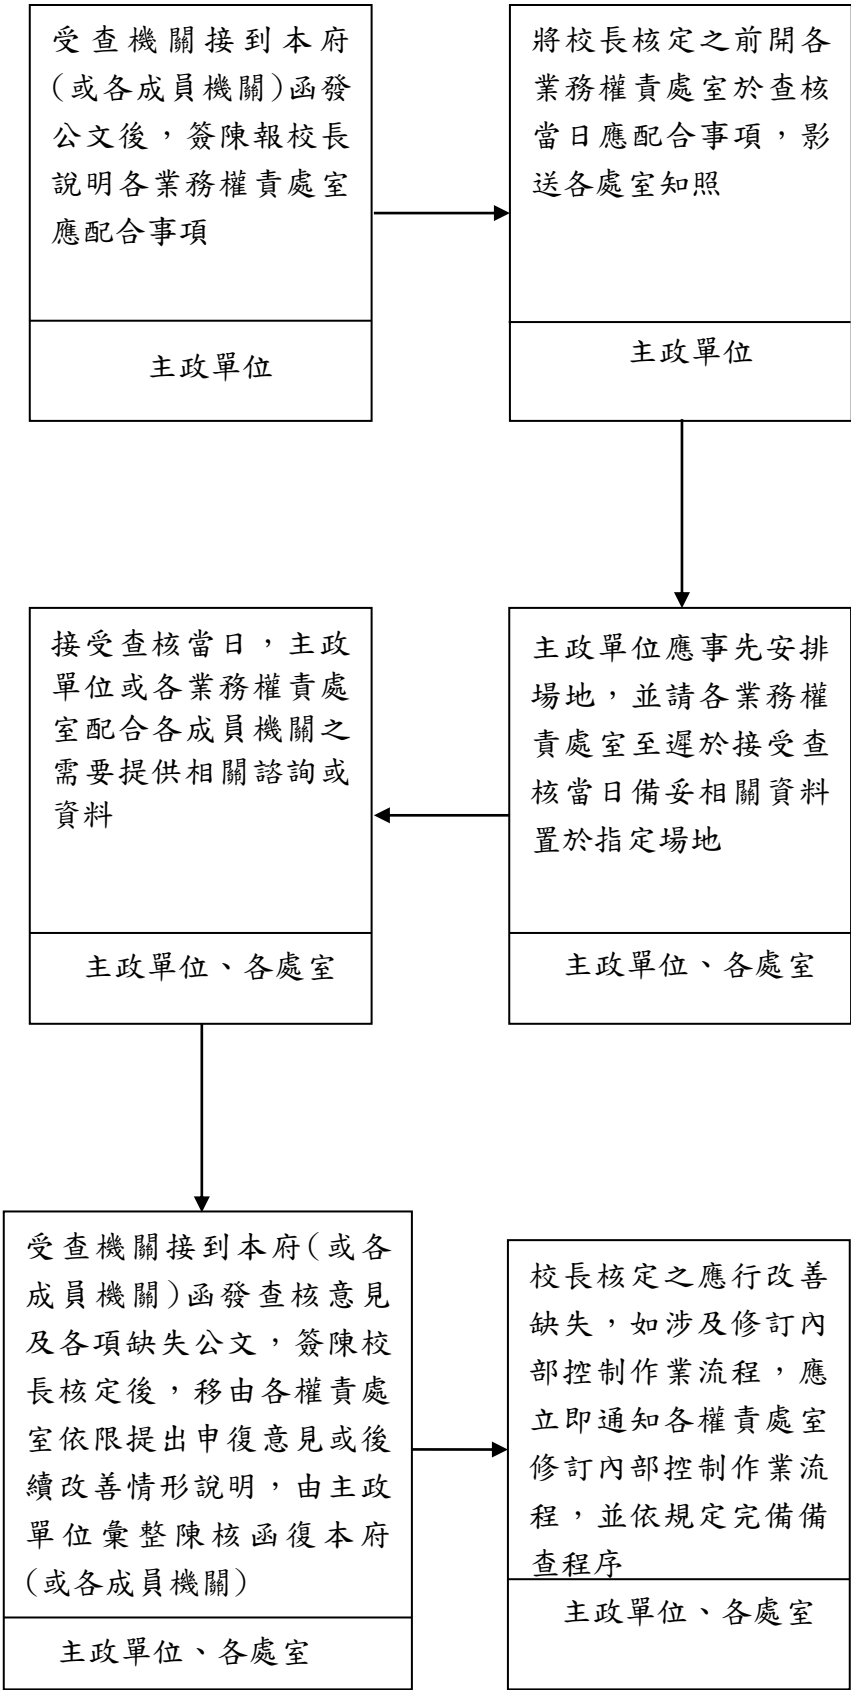 受查機關接到本府
(或各成員機關)函發
公文後，簽陳報校長
說明各業務權責處室
應配合事項
主政單位
將校長核定之前開各
業務權責處室於查核
當日應配合事項，影
送各處室知照
主政單位
主政單位應事先安排
場地，並請各業務權
責處室至遲於接受查
核當日備妥相關資料
置於指定場地
主政單位、各處室
接受查核當日，主政
單位或各業務權責處
室配合各成員機關之
需要提供相關諮詢或
資料
主政單位、各處室
受查機關接到本府(或各
成員機關)函發查核意見
及各項缺失公文，簽陳校
長核定後，移由各權責處
室依限提出申復意見或後
續改善情形說明，由主政
單位彙整陳核函復本府
(或各成員機關)
主政單位、各處室
校長核定之應行改善
缺失，如涉及修訂內
部控制作業流程，應
立即通知各權責處室
修訂內部控制作業流
程，並依規定完備備
查程序
主政單位、各處室